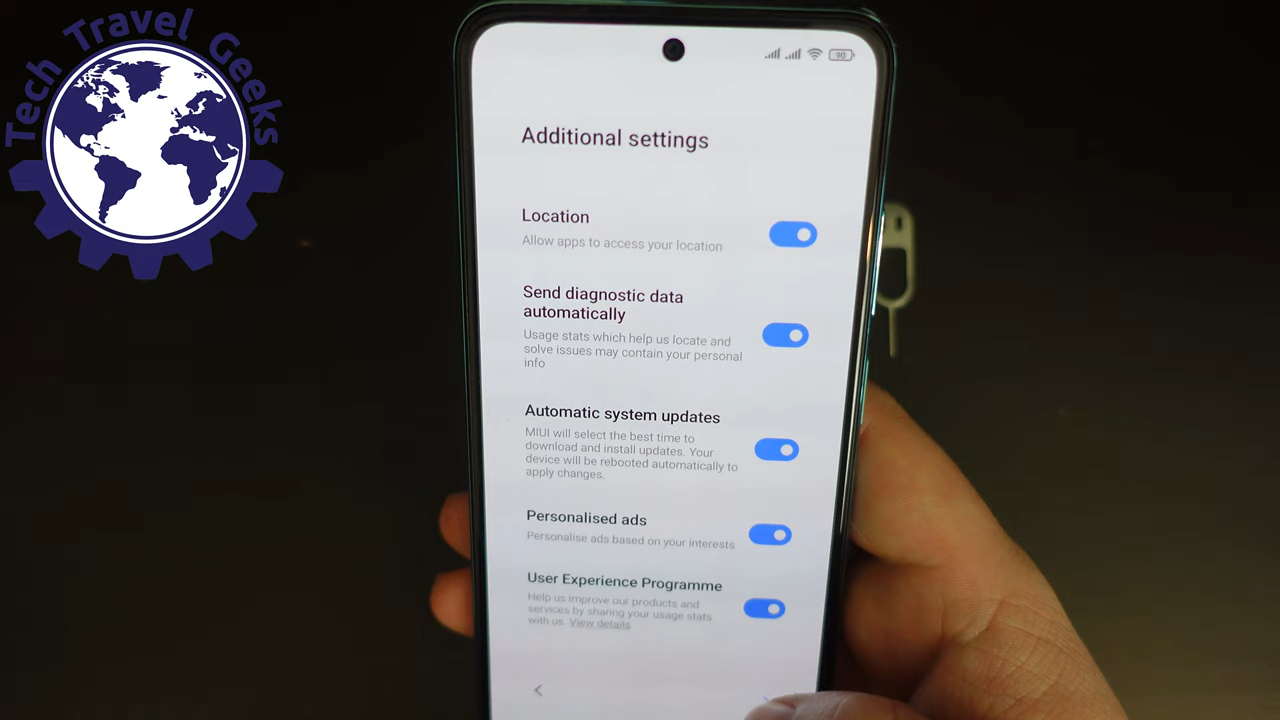 Tech Travel Geeks
90
Additional settings
Location
Allow apps to access your location
Send diagnostic data
automatically
Usage stats which help us locate and
solve issues may contain your personal
info
Automatic system updates
MIUI will select the best time to
download and install updates. Your
device will be rebooted automatically to
apply changes.
Personalised ads
Personalise ads based on your interests
User Experience Programme
Help us improve our products and
services by sharing your usage stats
with us. View details